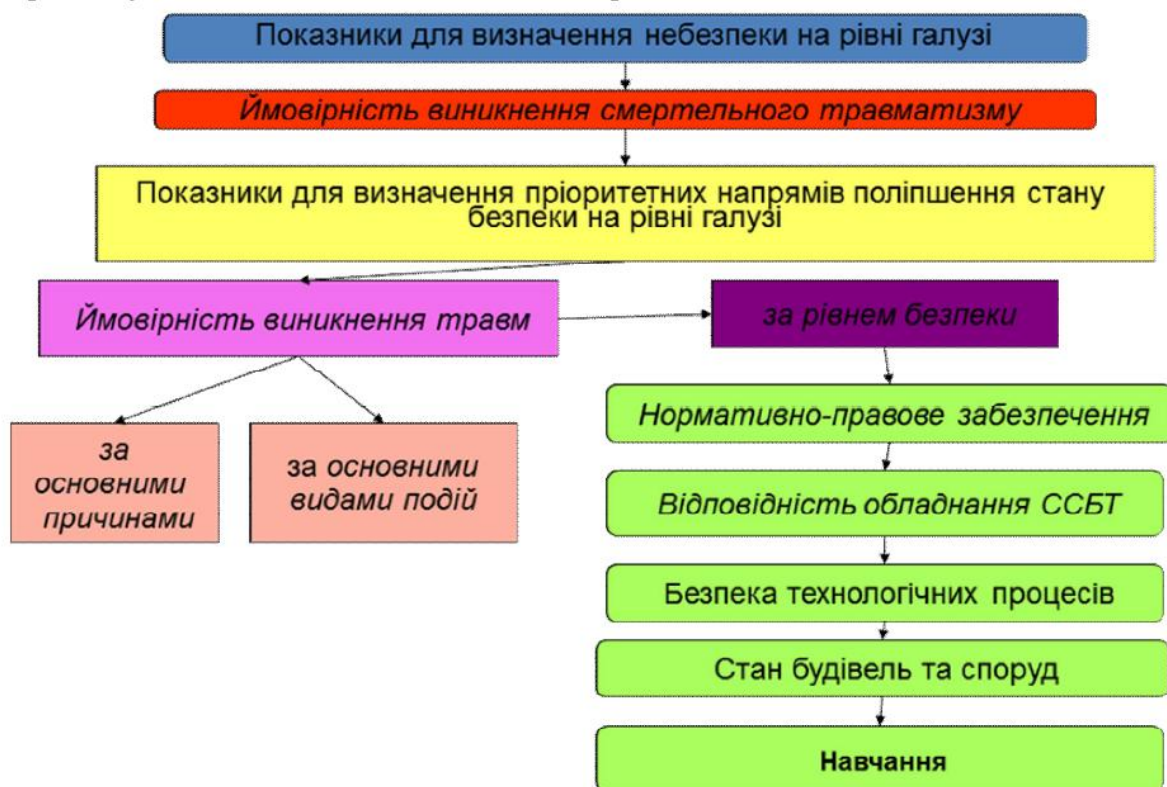 Показники для визначення небезпеки на рівні галузі
Ймовірність виникнення смертельного травматизму
Показники для визначення пріоритетних напрямів поліпшення стану
безпеки на рівні галузі
Ймовірність виникнення травм
за рівнем безпеки
за
основними
причинами
за основними
видами подій
Нормативно-правове забезпечення
Відповідність обладнання ССБТ
Безпека технологічних процесів
Стан будівель та споруд
Навчання